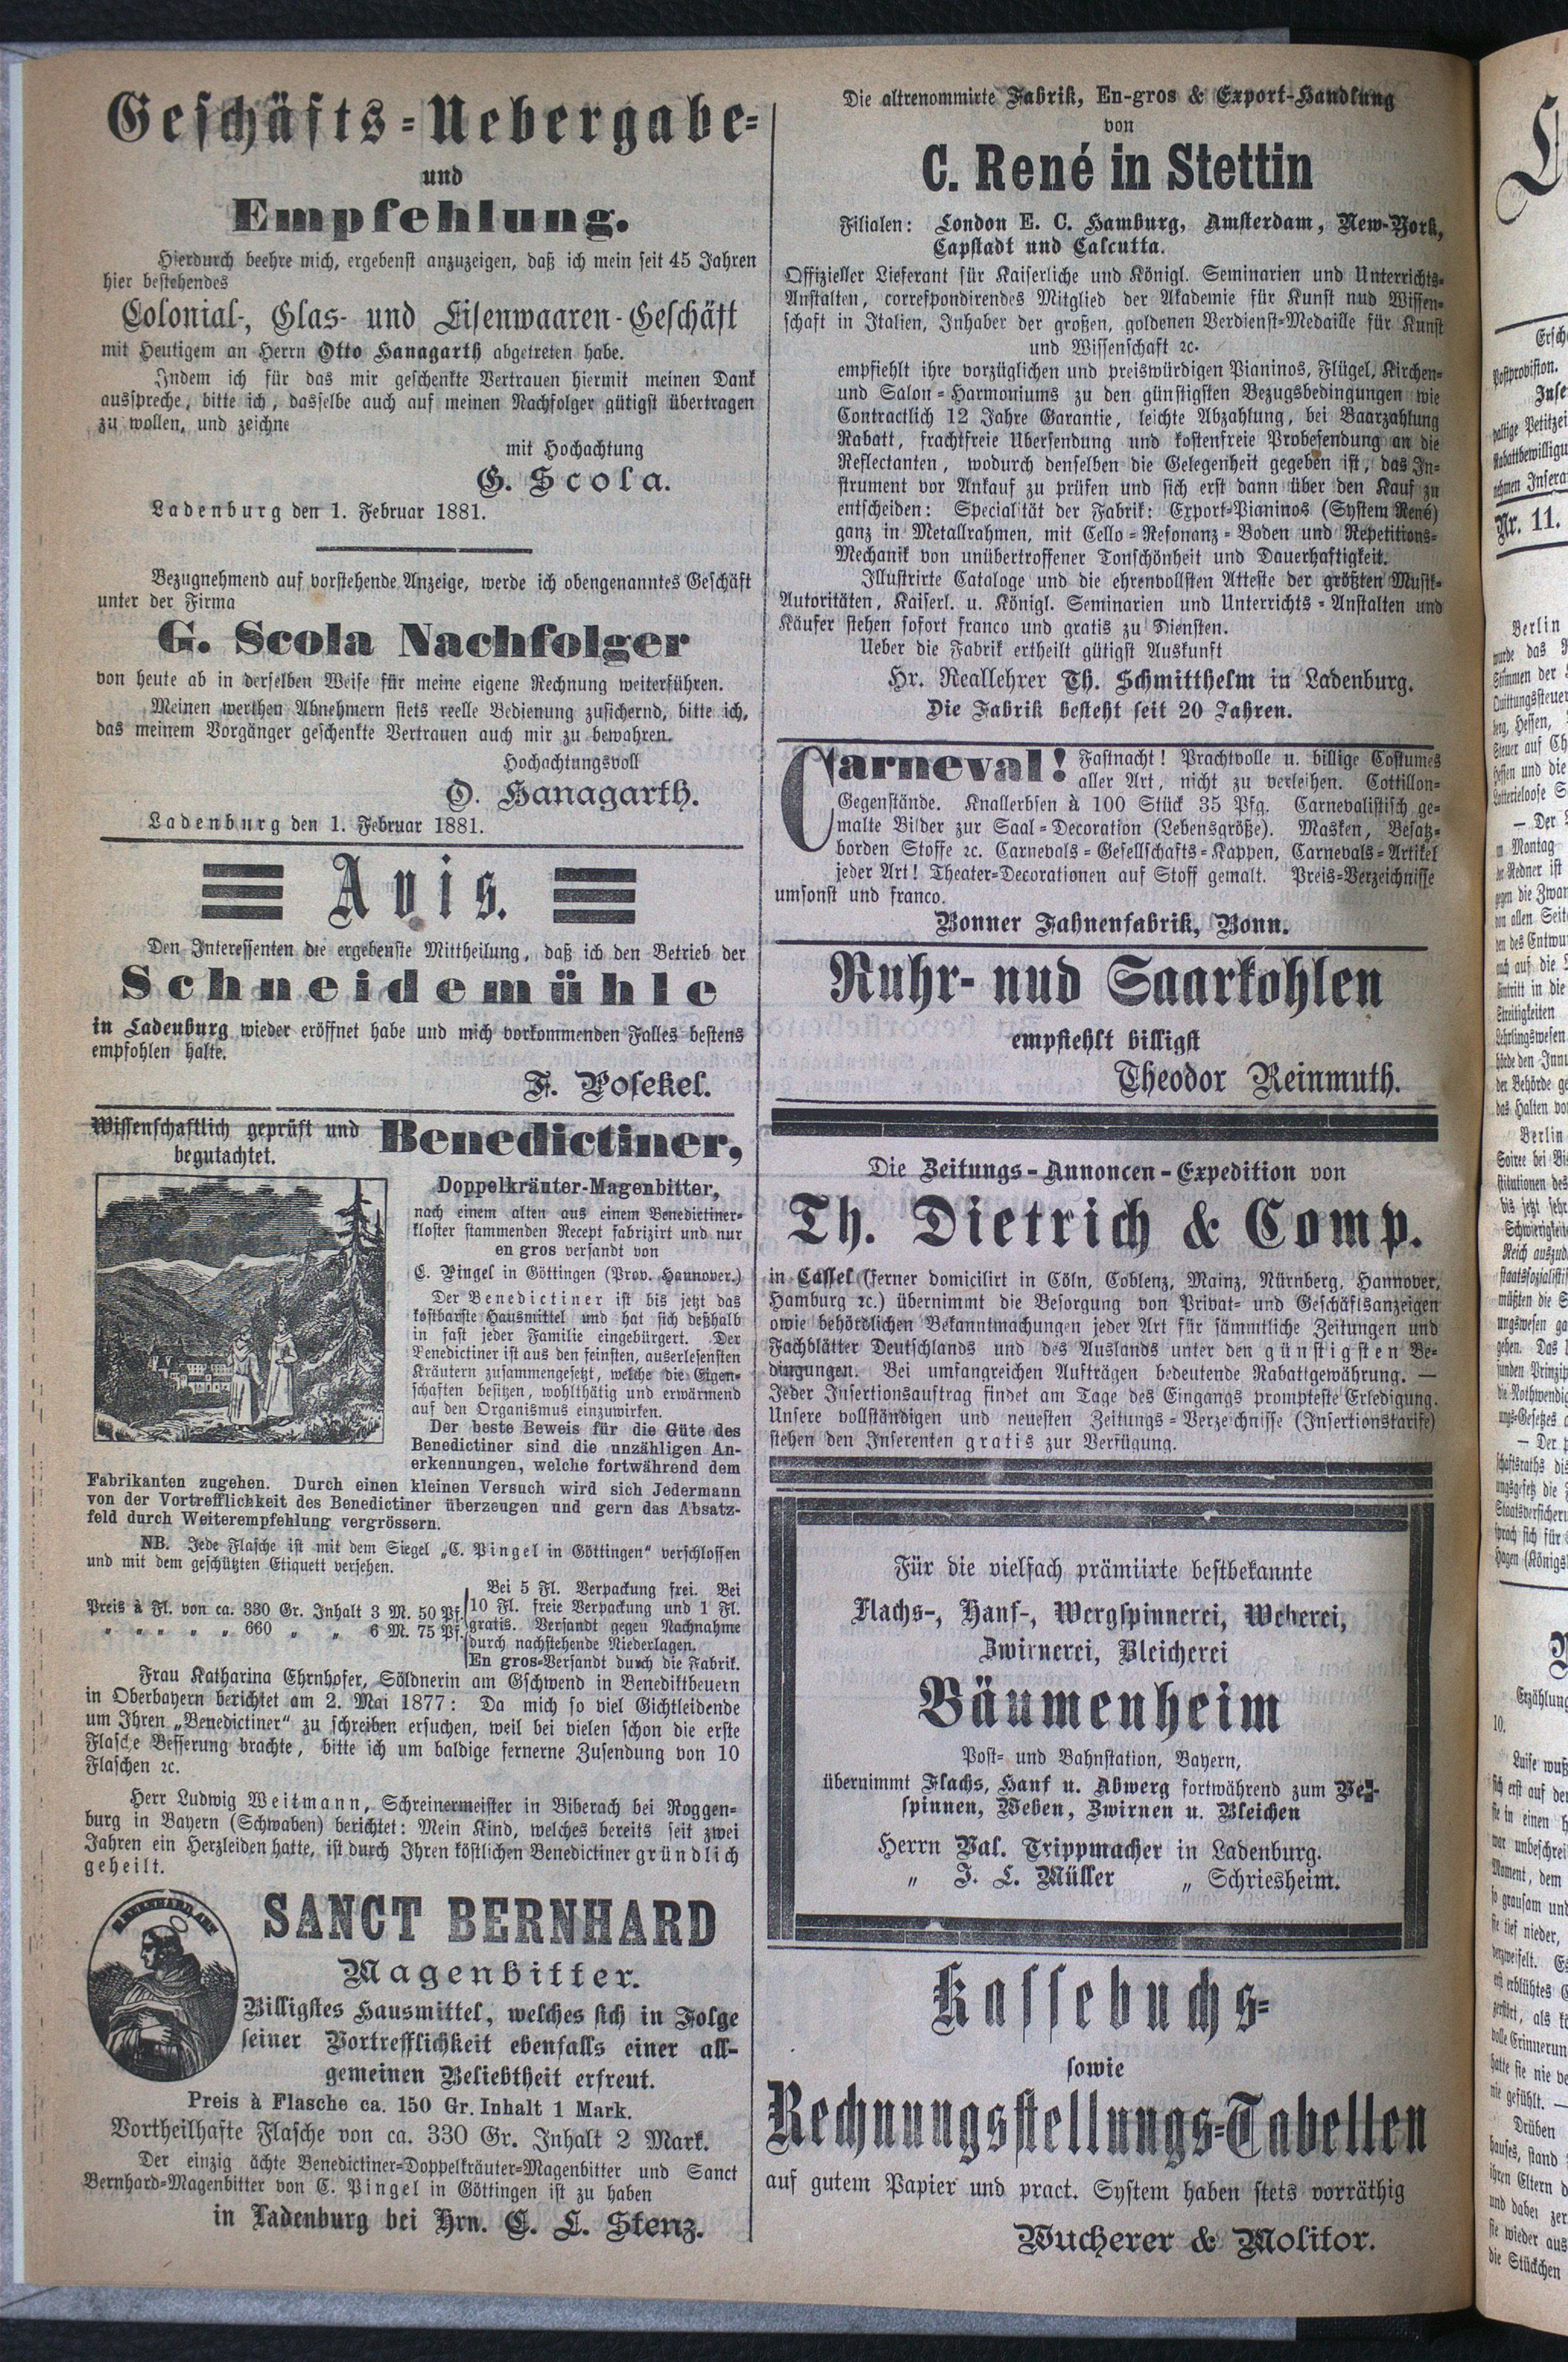 Geschäfts-Uebergabe-
und
Empfehlung.
Hierdurch beehre mich, ergebenst anzuzeigen, daß ich mein seit 45 Jahren
hier bestehendes
Colonial-, Glas- und Eisenwaaren-Geschäft
mit Heutigem an Herrn Otto Hanagarth abgetreten habe.
Indem ich für das mir geschenkte Vertrauen hiermit meinen Dank
ausspreche, bitte ich, dasselbe auch auf meinen Nachfolger gütigst übertragen
zu wollen, und zeichne
mit Hochachtung
G. Scola.
Ladenburg den 1. Februar 1881.
Bezugnehmend auf vorstehende Anzeige, werde ich obengenanntes Geschäft
unter der Firma
G. Scola Nachfolger
von heute ab in derselben Weise für meine eigene Rechnung weiterführen.
Meinen werthen Abnehmern stets reelle Bedienung zusichernd, bitte ich,
das meinem Vorgänger geschenkte Vertrauen auch mir zu bewahren.
Hochachtungsvoll
O. Hanagarth.
Ladenburg den 1. Februar 1881.
Avis.
Den Interessenten die ergebenste Mittheilung, daß ich den Betrieb der
Schneidemühle
in Ladenburg wieder eröffnet habe und mich vorkommenden Falles bestens
empfohlen halte.
F. Posekel.
Wissenschaftlich geprüft und
begutachtet.
Benedictiner,
Doppelkräuter-Magenbitter,
nach einem alten aus einem Benedictiner-
kloster stammenden Recept fabrizirt und nur
en gros versandt von
C. Pingel in Göttingen (Prov. Hannover.)
Der Benedictiner ist bis jetzt das
kostbarste Hausmittel und hat sich deßhalb
in fast jeder Familie eingebürgert. Der
Benedictiner ist aus den feinsten, auserlesensten
Kräutern zusammengesetzt, welche die Eigen-
schaften besitzen, wohlthätig und erwärmend
auf den Organismus einzuwirken.
Der beste Beweis für die Güte des
Benedictiner sind die unzähligen An-
erkennungen, welche fortwährend dem
Fabrikanten zugehen. Durch einen kleinen Versuch wird sich Jedermann
von der Vortrefflichkeit des Benedictiner überzeugen und gern das Absatz-
feld durch Weiterempfehlung vergrössern.
NB. Jede Flasche ist mit dem Siegel „C. Pingel in Göttingen“ verschlossen
und mit dem geschützten Etiquett versehen.
Preis à Fl. von ca. 330 Gr. Inhalt 3 M. 50 Pf.
„ „ „ „ „ 660 „ „ 6 M. 75 Pf.
Bei 5 Fl. Verpackung frei. Bei
10 Fl. freie Verpackung und 1 Fl.
gratis. Versandt gegen Nachnahme
durch nachstehende Niederlagen.
En gros-Versandt durch die Fabrik.
Frau Katharina Ehrnhofer, Söldnerin am Gschwend in Benediktbeuern
in Oberbayern berichtet am 2. Mai 1877: Da mich so viel Gichtleidende
um Ihren „Benedictiner“ zu schreiben ersuchen, weil bei vielen schon die erste
Flasche Besserung brachte, bitte ich um baldige fernerne Zusendung von 10
Flaschen ꝛc.
Herr Ludwig Weitmann, Schreinermeister in Biberach bei Roggen-
burg in Bayern (Schwaben) berichtet: Mein Kind, welches bereits seit zwei
Jahren ein Herzleiden hatte, ist durch Ihren köstlichen Benedictiner gründlich
geheilt.
SANCT BERNHARD
Magenbitter.
Billigstes Hausmittel, welches sich in Folge
seiner Vortrefflichkeit ebenfalls einer all-
gemeinen Beliebtheit erfreut.
Preis à Flasche ca. 150 Gr. Inhalt 1 Mark.
Vortheilhafte Flasche von ca. 330 Gr. Inhalt 2 Mark.
Der einzig ächte Benedictiner-Doppelkräuter-Magenbitter und Sanct
Bernhard-Magenbitter von C. Pingel in Göttingen ist zu haben
in Ladenburg bei Hrn. C. L. Stenz.
Die altrenommirte Fabrik, En-gros & Export-Handlung
von
C. René in Stettin
Filialen: London E. C. Hamburg, Amsterdam, New-York,
Capstadt und Calcutta.
Offizieller Lieferant für Kaiserliche und Königl. Seminarien und Unterrichts-
Anstalten, correspondirendes Mitglied der Akademie für Kunst nud Wissen-
schaft in Italien, Inhaber der großen, goldenen Verdienst-Medaille für Kunst
und Wissenschaft ꝛc.
empfiehlt ihre vorzüglichen und preiswürdigen Pianinos, Flügel, Kirchen-
und Salon-Harmoniums zu den günstigsten Bezugsbedingungen wie
Contractlich 12 Jahre Garantie, leichte Abzahlung, bei Baarzahlung
Rabatt, frachtfreie Übersendung und kostenfreie Probesendung an die
Reflectanten, wodurch denselben die Gelegenheit gegeben ist, das In-
strument vor Ankauf zu prüfen und sich erst dann über den Kauf zu
entscheiden: Specialität der Fabrik: Export-Pianinos (System René)
ganz in Metallrahmen, mit Cello-Resonanz-Boden und Repetitions-
Mechanik von unübertroffener Tonschönheit und Dauerhaftigkeit.
Illustrirte Cataloge und die ehrenvollsten Atteste der größten Musik-
Autoritäten, Kaiserl. u. Königl. Seminarien und Unterrichts-Anstalten und
Käufer stehen sofort franco und gratis zu Diensten.
Ueber die Fabrik ertheilt gütigst Auskunft
Hr. Reallehrer Th. Schmitthelm in Ladenburg.
Die Fabrik besteht seit 20 Jahren.
Carneval! Fastnacht! Prachtvolle u. billige Costumes
aller Art, nicht zu verleihen. Cottillon-
Gegenstände. Knallerbsen à 100 Stück 35 Pfg. Carnevalistisch ge-
malte Bilder zur Saal-Decoration (Lebensgröße). Masken, Besatz-
borden Stoffe ꝛc. Carnevals-Gesellschafts-Kappen, Carnevals-Artikel
jeder Art! Theater-Decorationen auf Stoff gemalt. Preis-Verzeichnisse
umsonst und franco.
Bonner Fahnenfabrik, Bonn.
Ruhr- nud Saarkohlen
empfiehlt billigst
Theodor Reinmuth.
Die Zeitungs-Annoncen-Expedition von
Th. Dietrich & Comp.
in Cassel (ferner domicilirt in Cöln, Coblenz, Mainz, Nürnberg, Hannover,
Hamburg ꝛc.) übernimmt die Besorgung von Privat- und Geschäftsanzeigen
owie behördlichen Bekanntmachungen jeder Art für sämmtliche Zeitungen und
Fachblätter Deutschlands und des Auslands unter den günstigsten Be-
dingungen. Bei umfangreichen Aufträgen bedeutende Rabattgewährung. —
Jeder Insertionsauftrag findet am Tage des Eingangs prompteste Erledigung.
Unsere vollständigen und neuesten Zeitungs-Verzeichnisse (Insertionstarife)
stehen den Inserenten gratis zur Verfügung.
Für die vielfach prämiirte bestbekannte
Flachs-, Hanf-, Wergspinnerei, Weberei,
Zwirnerei, Bleicherei
Bäumenheim
Post- und Bahnstation, Bayern,
übernimmt Flachs, Hanf u. Abwerg fortwährend zum Ver-
spinnen, Weben, Zwirnen u. Bleichen
Herrn Val. Trippmacher in Ladenburg.
„ J. L. Müller „ Schriesheim.
Kassebuchs-
sowie
Rechnungsstellungs-Tabellen
auf gutem Papier und pract. System haben stets vorräthig
Wucherer & Molitor.
Nr. 11.
Berlin